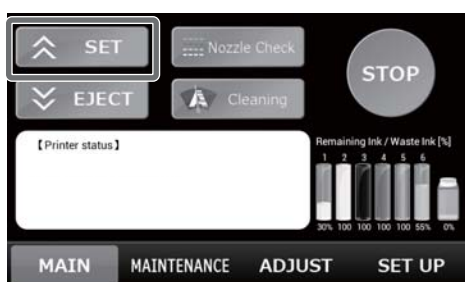 SET
Nozzle Check
STOP
EJECT
Cleaning
【Printer status】
Remaining Ink / Waste Ink [%]
1 2 3 4 5 6
30% 100 100 100 100 55% 0%
MAIN MAINTENANCE ADJUST SET UP